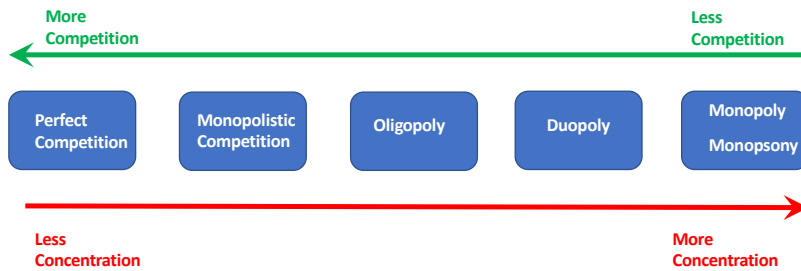 More
Competition
Less
Competition
Perfect
Competition
Monopolistic
Competition
Oligopoly
Duopoly
Monopoly
Monopsony
Less
Concentration
More
Concentration